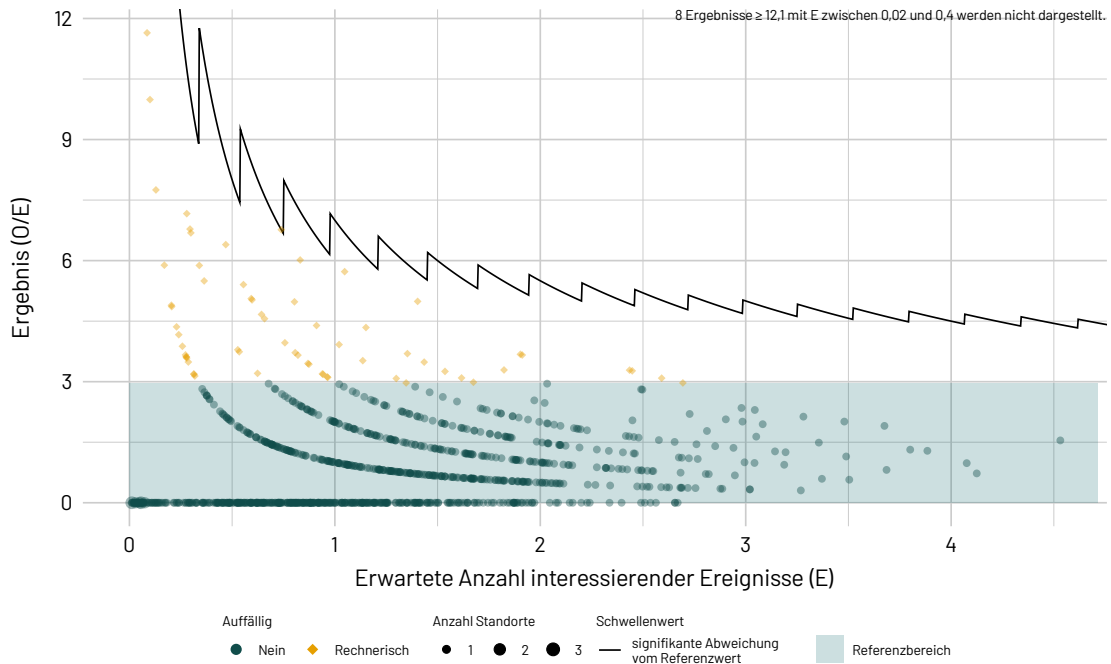 8 Ergebnisse ≥ 12,1 mit E zwischen 0,02 und 0,4 werden nicht dargestellt.
12
9
6
3
0
Ergebnis (O/E)
0 1 2 3 4
Erwartete Anzahl interessierender Ereignisse (E)
Auffällig
Nein
Rechnerisch
Anzahl Standorte
1
2
3
Schwellenwert
signifikante Abweichung
vom Referenzwert
Referenzbereich